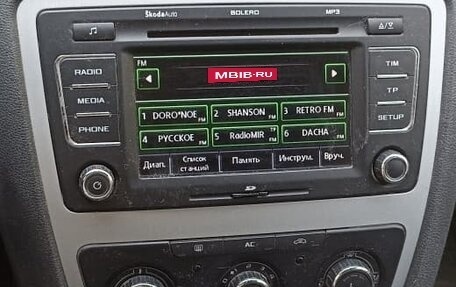 ŠkodaAuto BOLERO MP3
FM
RADIO
MBIB-RU
TIM
MEDIA
TP
1 DORO*NOE FM 2 SHANSON FM 3 RETRO FM
SETUP
PHONE
4 РУССКОЕ FM 5 RadioMIR TP FM 6 DACHA FM
Диап. Список станций Память Инструм. Вруч.
SD
AC